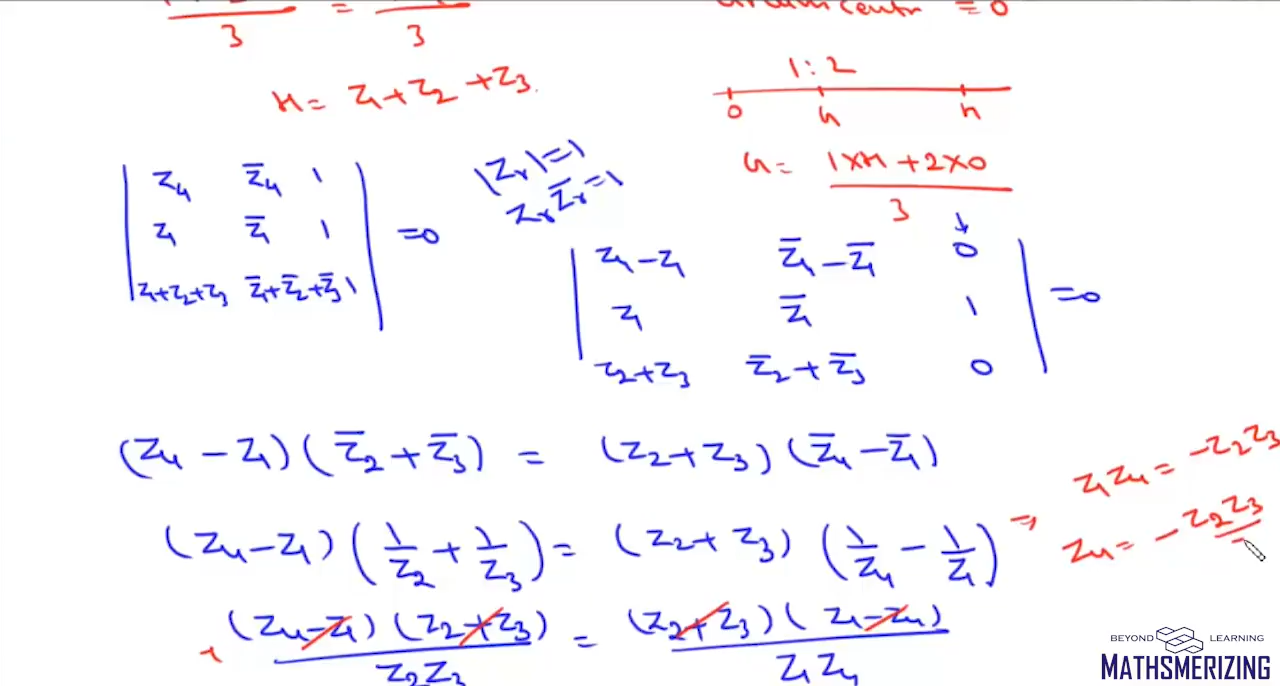 3 = 3
circumcentr = 0
H = z₁+z₂+z₃
1:2
0 G H
G = (1×H+2×0)/3
|Zᵣ|=1
ZᵣZ̄ᵣ=1
| z₄ z̄₄ 1 |
| z₁ z̄₁ 1 | =0
| z₁+z₂+z₃ z̄₁+z̄₂+z̄₃ 1 |
| z₄−z₁ z̄₄−z̄₁ 0 |
| z₁ z̄₁ 1 | =0
| z₂+z₃ z̄₂+z̄₃ 0 |
(z₄−z₁)(z̄₂+z̄₃) = (z₂+z₃)(z̄₄−z̄₁)
(z₄−z₁)(1/z₂+1/z₃) = (z₂+z₃)(1/z₄−1/z₁) ⇒
z₁z₄ = −z₂z₃
z₄ = −z₂z₃
(z₄−z₁)(z₂+z₃)/z₂z₃ = (z₂+z₃)(z₁−z₄)/z₁z₄
BEYOND LEARNING
MATHSMERIZING